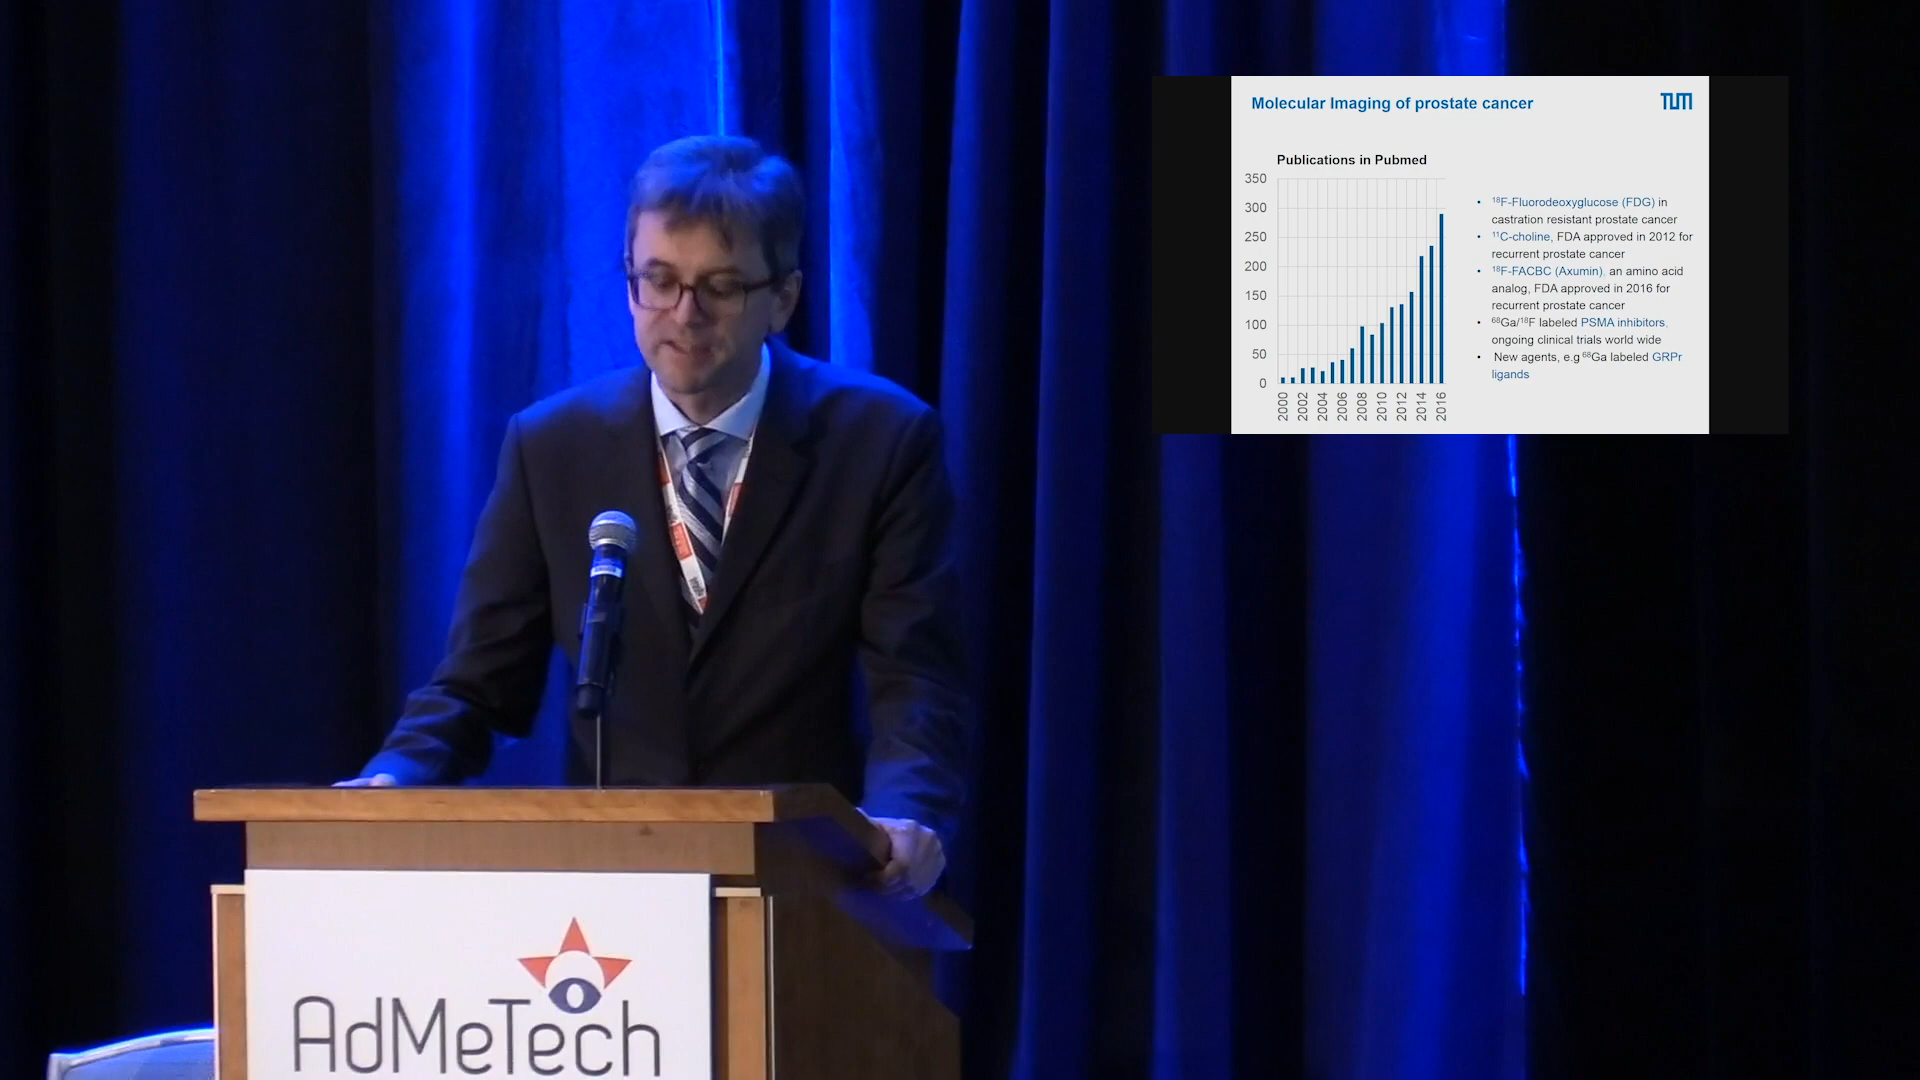 Molecular Imaging of prostate cancer
TUM
Publications in Pubmed
350
300
250
200
150
100
50
0
2000
2002
2004
2006
2008
2010
2012
2014
2016
• ¹⁸F-Fluorodeoxyglucose (FDG) in
castration resistant prostate cancer
• ¹¹C-choline, FDA approved in 2012 for
recurrent prostate cancer
• ¹⁸F-FACBC (Axumin), an amino acid
analog, FDA approved in 2016 for
recurrent prostate cancer
• ⁶⁸Ga/¹⁸F labeled PSMA inhibitors,
ongoing clinical trials world wide
• New agents, e.g ⁶⁸Ga labeled GRPr
ligands
AdMeTech